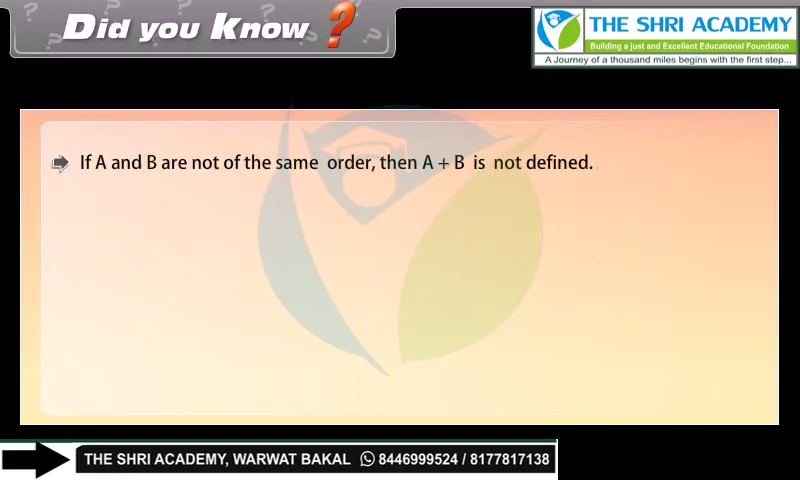 Did you Know ?
THE SHRI ACADEMY
Building a just and Excellent Educational Foundation
A Journey of a thousand miles begins with the first step...
If A and B are not of the same order, then A + B is not defined.
THE SHRI ACADEMY, WARWAT BAKAL 8446999524 / 8177817138